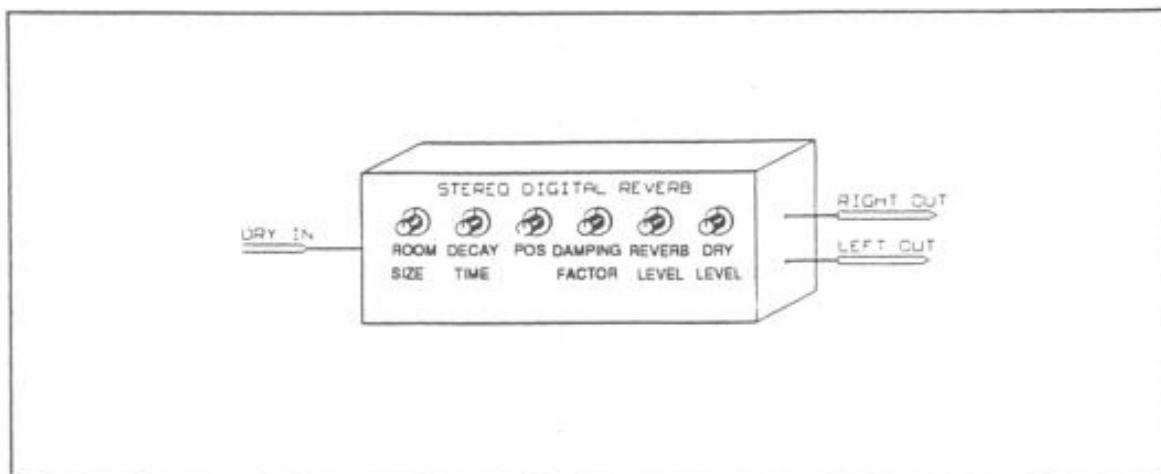 STEREO DIGITAL REVERB
RIGHT OUT
DRY IN
LEFT OUT
ROOM DECAY POS DAMPING REVERB DRY
SIZE TIME FACTOR LEVEL LEVEL